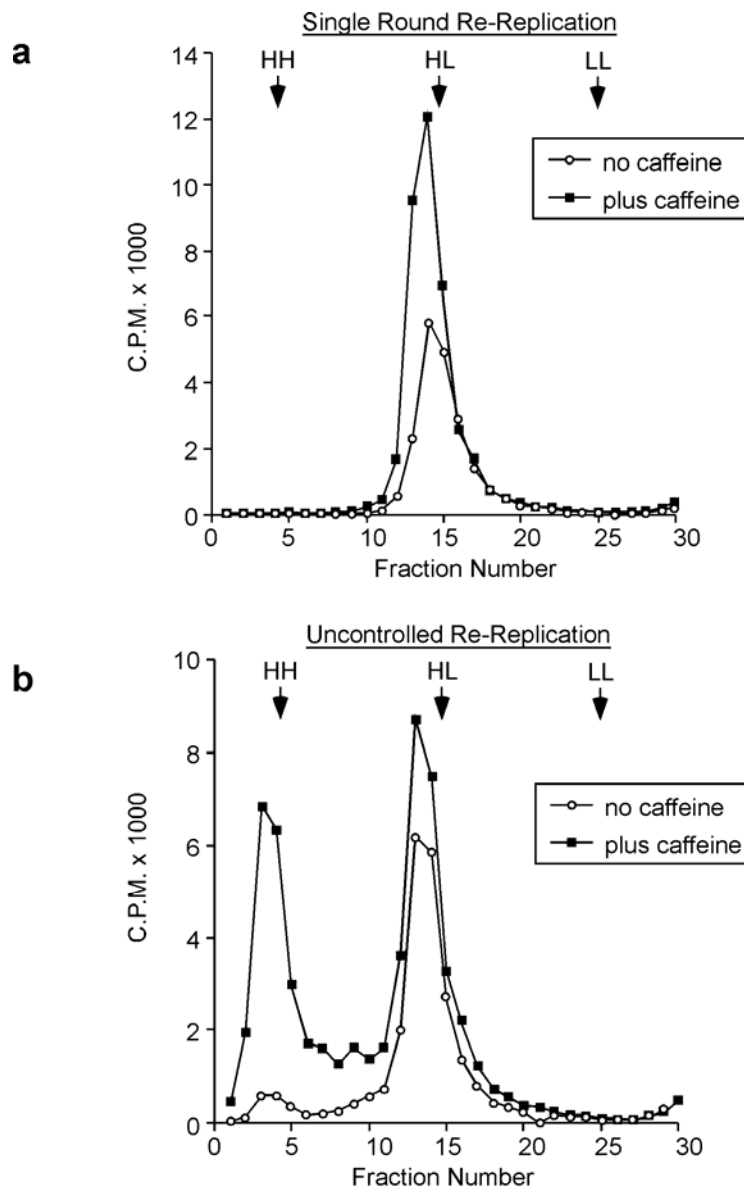 a
Single Round Re-Replication
HH HL LL
14
12
10
8
6
4
2
0
C.P.M. x 1000
no caffeine
plus caffeine
0 5 10 15 20 25 30
Fraction Number
b
Uncontrolled Re-Replication
HH HL LL
10
8
6
4
2
0
C.P.M. x 1000
no caffeine
plus caffeine
0 5 10 15 20 25 30
Fraction Number